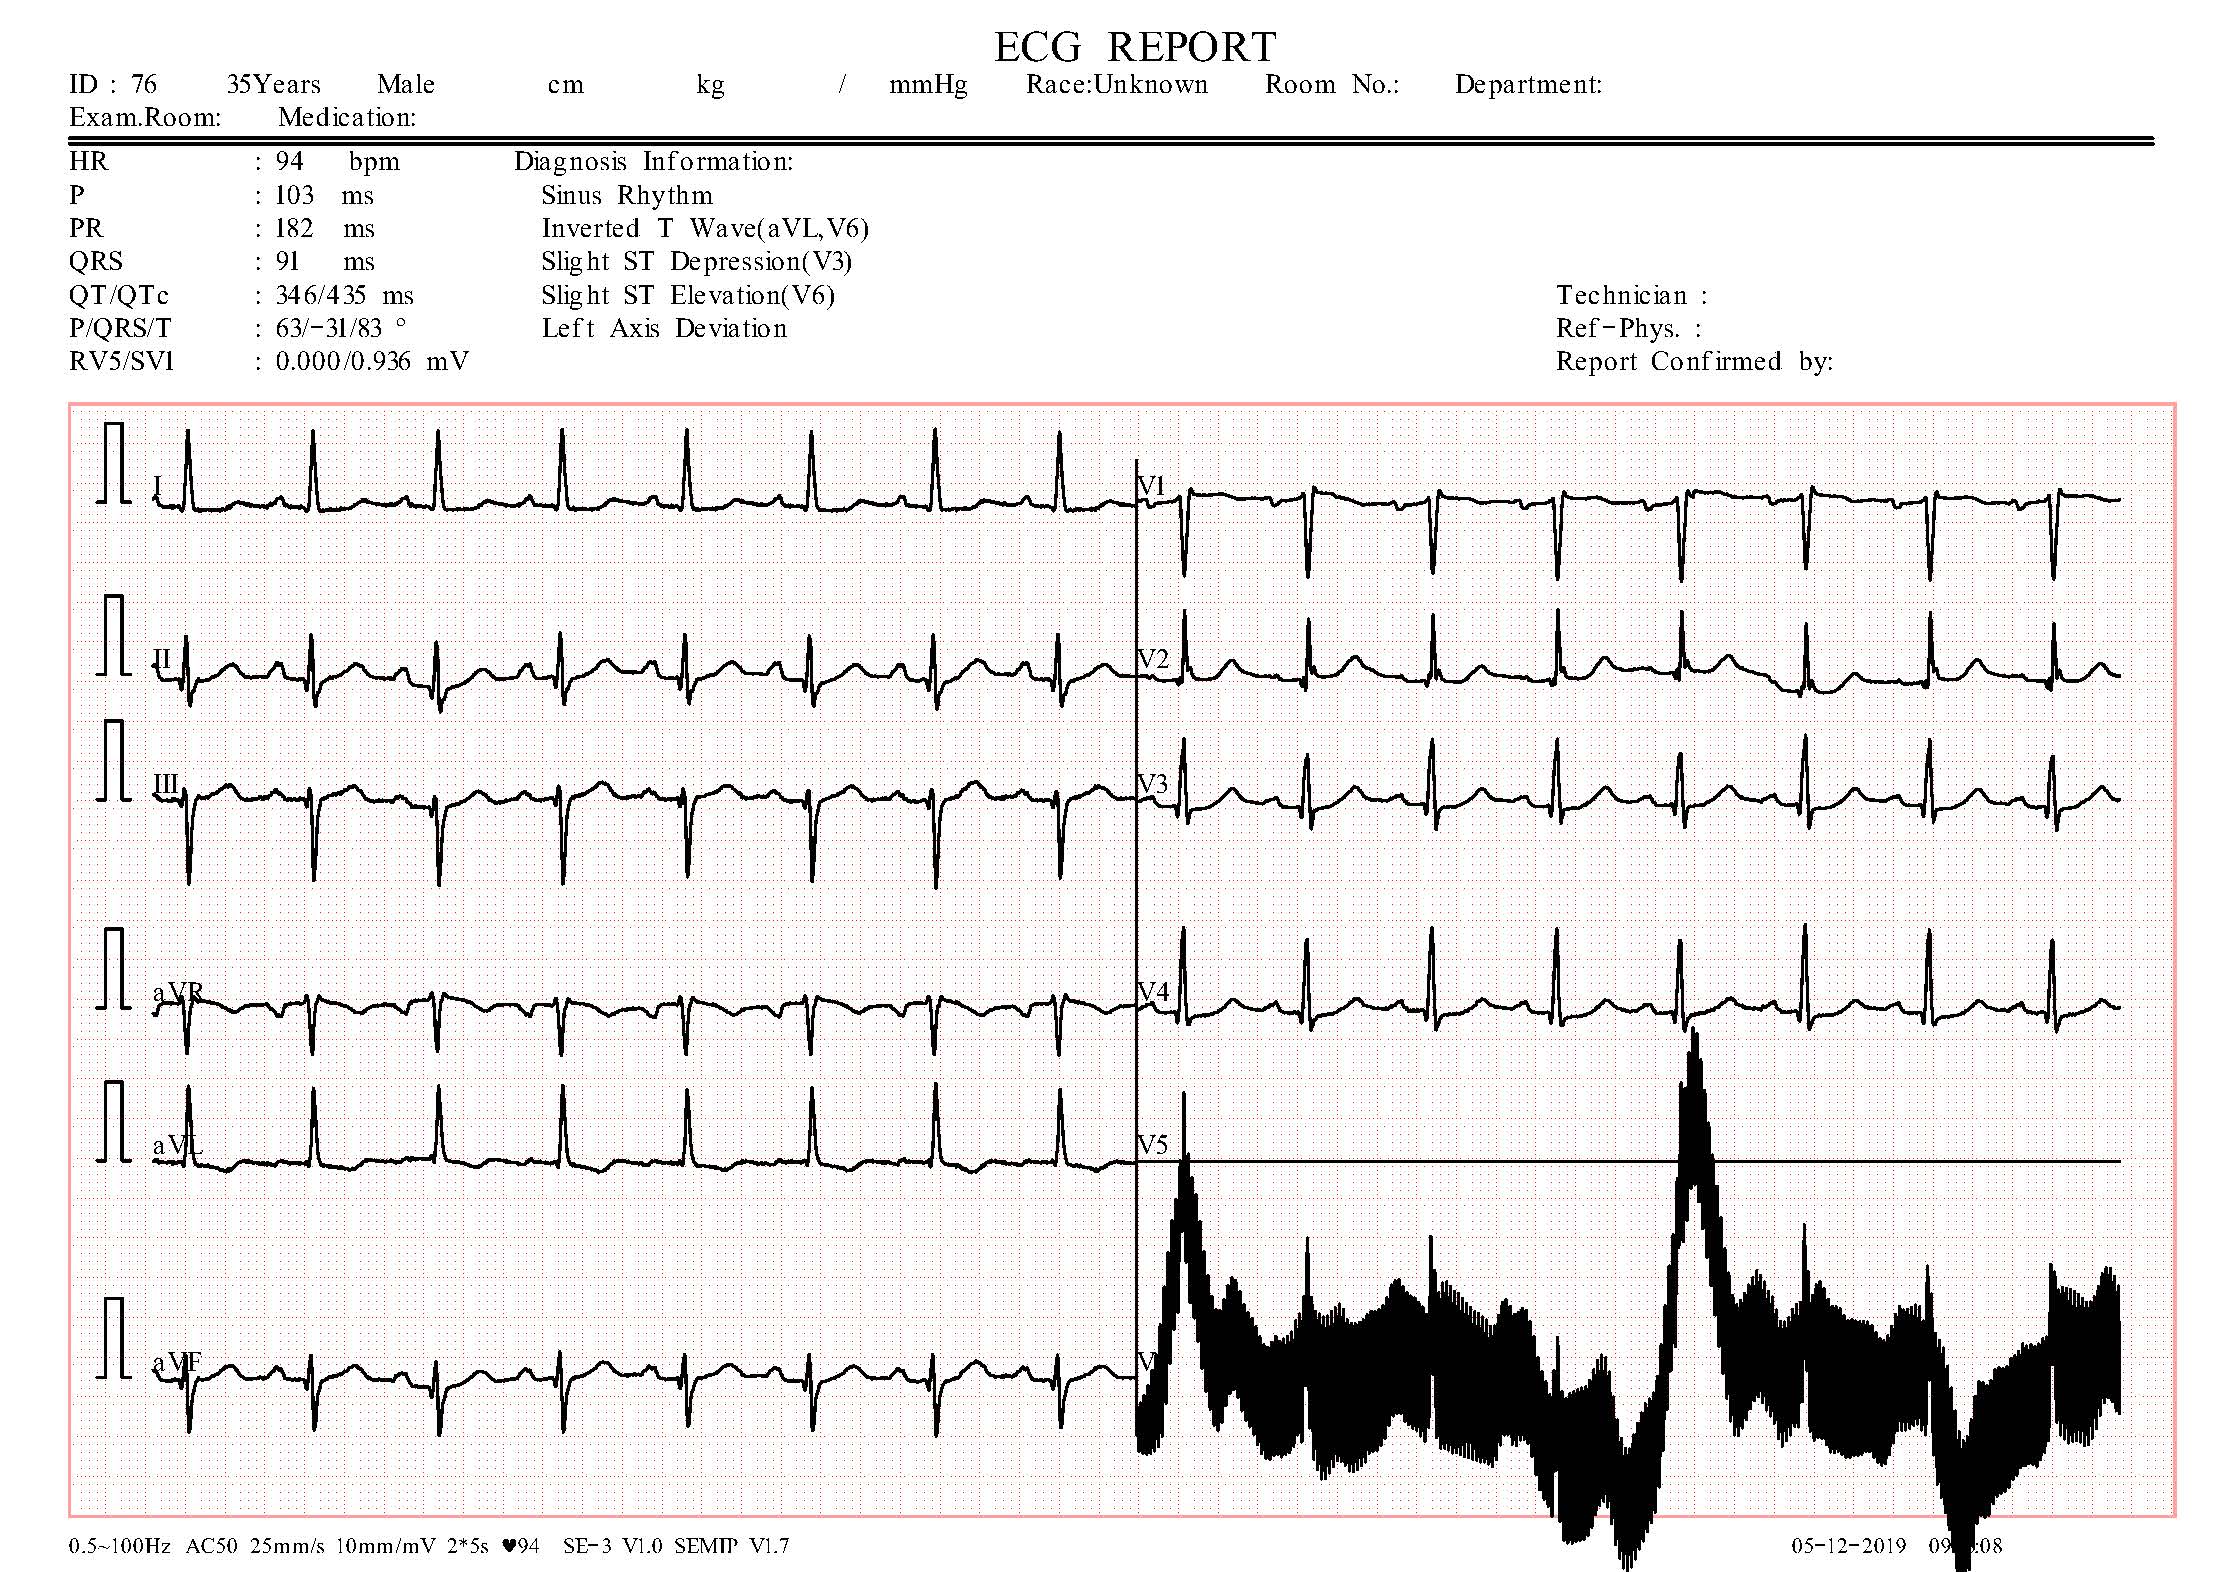 ECG REPORT
ID : 76 35Years Male cm kg / mmHg Race:Unknown Room No.: Department:
Exam.Room: Medication:
HR : 94 bpm Diagnosis Information:
P : 103 ms Sinus Rhythm
PR : 182 ms Inverted T Wave(aVL,V6)
QRS : 91 ms Slight ST Depression(V3)
QT/QTc : 346/435 ms Slight ST Elevation(V6) Technician :
P/QRS/T : 63/-31/83 ° Left Axis Deviation Ref-Phys. :
RV5/SV1 : 0.000/0.936 mV Report Confirmed by:
I V1
II V2
III V3
aVR V4
aVL V5
aVF
0.5~100Hz AC50 25mm/s 10mm/mV 2*5s ♥94 SE-3 V1.0 SEMIP V1.7 05-12-2019